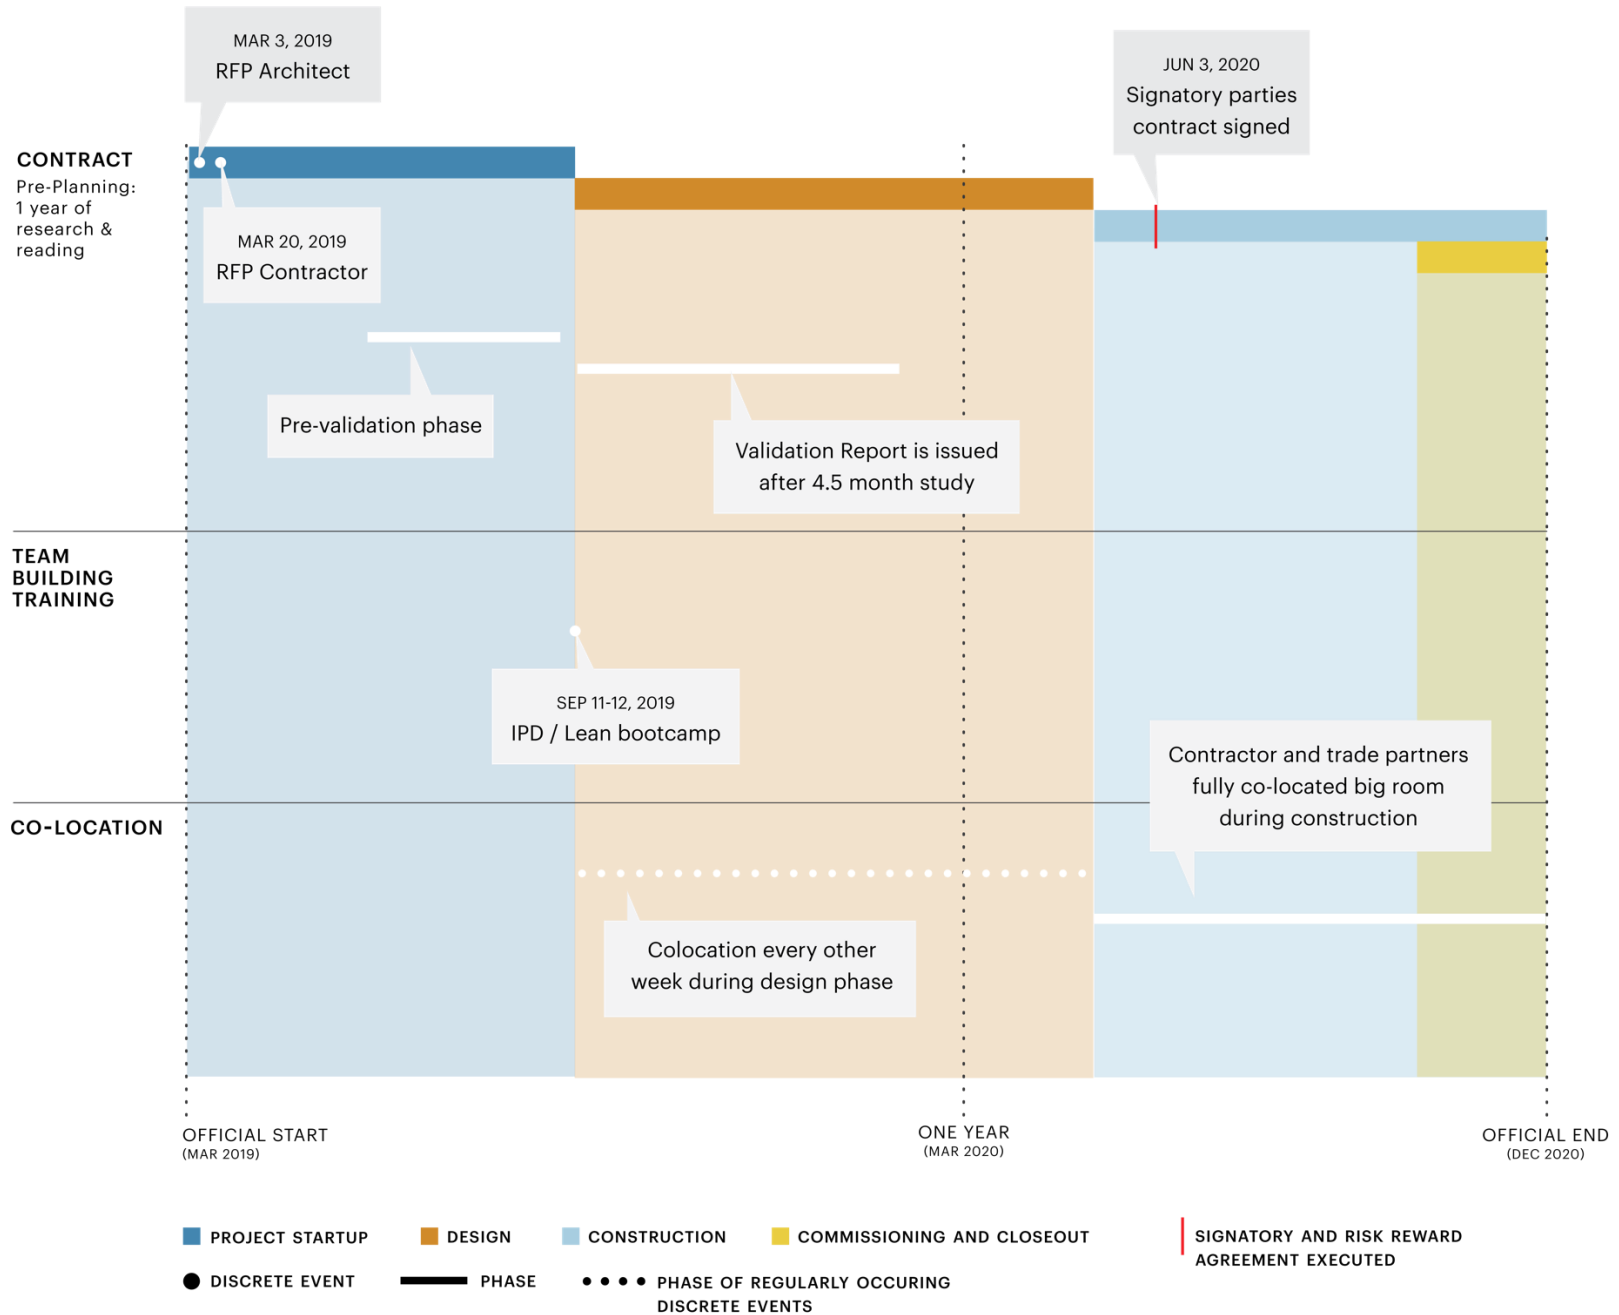 MAR 3, 2019
RFP Architect
JUN 3, 2020
Signatory parties
contract signed
CONTRACT
Pre-Planning:
1 year of
research &
reading
MAR 20, 2019
RFP Contractor
Pre-validation phase
Validation Report is issued
after 4.5 month study
TEAM
BUILDING
TRAINING
SEP 11-12, 2019
IPD / Lean bootcamp
Contractor and trade partners
fully co-located big room
during construction
CO-LOCATION
Colocation every other
week during design phase
OFFICIAL START
(MAR 2019)
ONE YEAR
(MAR 2020)
OFFICIAL END
(DEC 2020)
PROJECT STARTUP
DESIGN
CONSTRUCTION
COMMISSIONING AND CLOSEOUT
SIGNATORY AND RISK REWARD
AGREEMENT EXECUTED
DISCRETE EVENT
PHASE
PHASE OF REGULARLY OCCURING
DISCRETE EVENTS